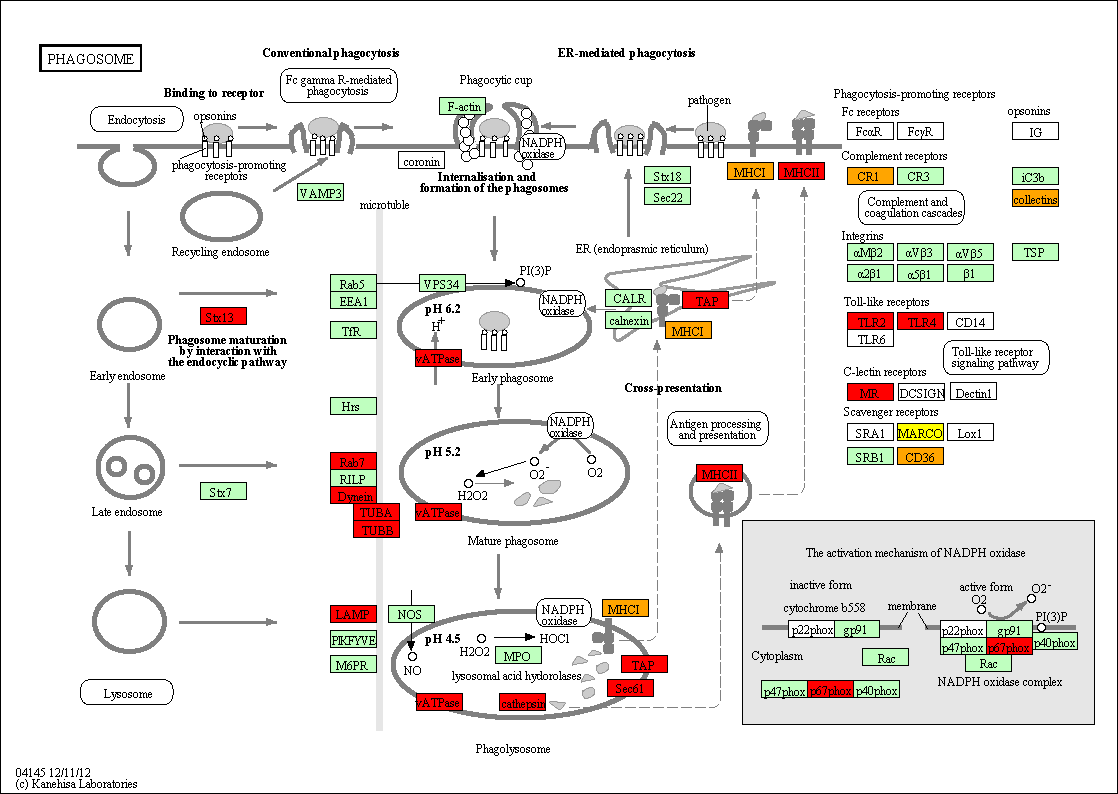 PHAGOSOME
Conventional phagocytosis
ER-mediated phagocytosis
Fc gamma R-mediated
phagocytosis
Phagocytic cup
Binding to receptor
Endocytosis
opsonins
F-actin
pathogen
NADPH
oxidase
coronin
phagocytosis-promoting
receptors
VAMP3
Internalisation and
formation of the phagosomes
Stx18
Sec22
MHCI
MHCII
Phagocytosis-promoting receptors
Fc receptors
opsonins
FcαR
FcγR
IG
Complement receptors
CR1
CR3
iC3b
collectins
Complement and
coagulation cascades
Integrins
αMβ2
αVβ3
αVβ5
TSP
α2β1
α5β1
β1
Toll-like receptors
TLR2
TLR4
CD14
TLR6
Toll-like receptor
signaling pathway
C-lectin receptors
MR
DCSIGN
Dectin1
Scavenger receptors
SRA1
MARCO
Lox1
SRB1
CD36
microtuble
Recycling endosome
ER (endoprasmic reticulum)
Rab5
EEA1
VPS34
PI(3)P
pH 6.2
H+
NADPH
oxidase
CALR
calnexin
TAP
MHCI
Stx13
TfR
vATPase
Phagosome maturation
by interaction with
the endocyclic pathway
Early endosome
Early phagosome
Cross-presentation
Hrs
NADPH
oxidase
Antigen processing
and presentation
pH 5.2
O2-
O2
H2O2
Rab7
RILP
Dynein
TUBA
TUBB
vATPase
MHCII
Stx7
Late endosome
Mature phagosome
LAMP
NOS
PIKFYVE
M6PR
NADPH
oxidase
MHCI
pH 4.5
H2O2
HOCl
MPO
NO
lysosomal acid hydorolases
TAP
Sec61
vATPase
cathepsin
Lysosome
Phagolysosome
The activation mechanism of NADPH oxidase
inactive form
active form
cytochrome b558
membrane
O2
O2-
PI(3)P
p22phox
gp91
p22phox
gp91
p47phox
p67phox
p40phox
Cytoplasm
Rac
Rac
NADPH oxidase complex
p47phox
p67phox
p40phox
04145 12/11/12
(c) Kanehisa Laboratories